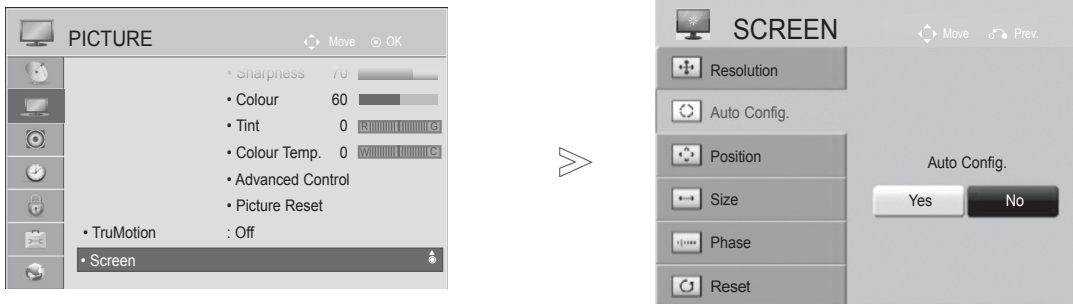 PICTURE
Move OK
• Sharpness 70
• Colour 60
• Tint 0 R G
• Colour Temp. 0 W C
• Advanced Control
• Picture Reset
• TruMotion : Off
• Screen
SCREEN
Move Prev.
Resolution
Auto Config.
Position
Size
Phase
Reset
Auto Config.
Yes No